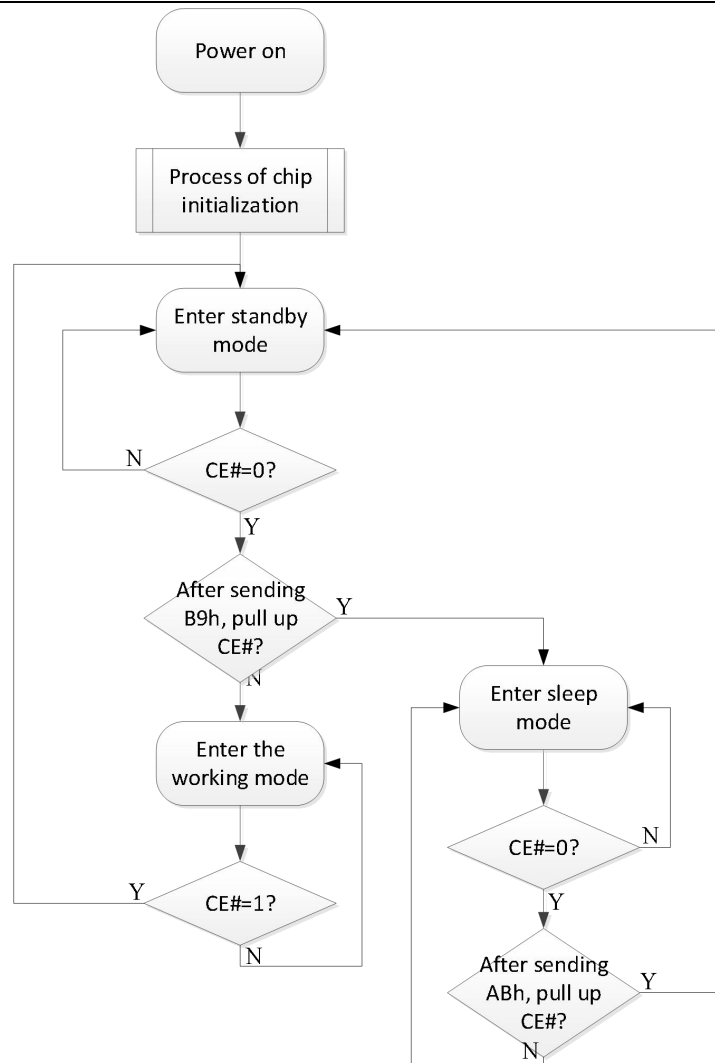 Power on
Process of chip
initialization
Enter standby
mode
N
CE#=0?
Y
After sending
B9h, pull up
CE#?
Y
N
Enter sleep
mode
Enter the
working mode
CE#=0?
N
Y
Y
CE#=1?
N
After sending
ABh, pull up
CE#?
Y
N